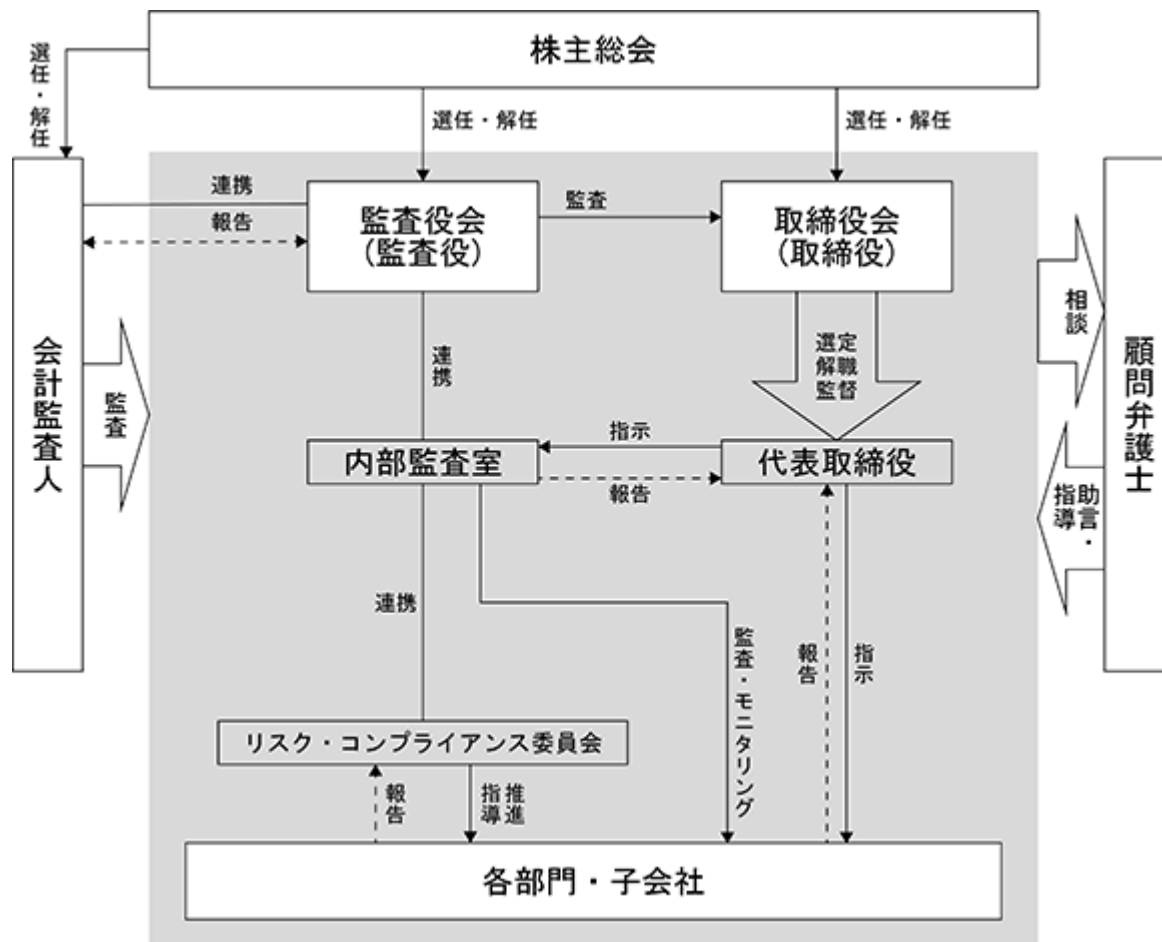 株主総会
選任・解任
選任・解任
選任・解任
連携
報告
監査役会
(監査役)
監査
取締役会
(取締役)
会計監査人
監査
連携
選定
解職
監督
相談
顧問弁護士
助言・
指導
内部監査室
指示
報告
代表取締役
連携
監査・モニタリング
報告
指示
リスク・コンプライアンス委員会
報告
推進
指導
各部門・子会社